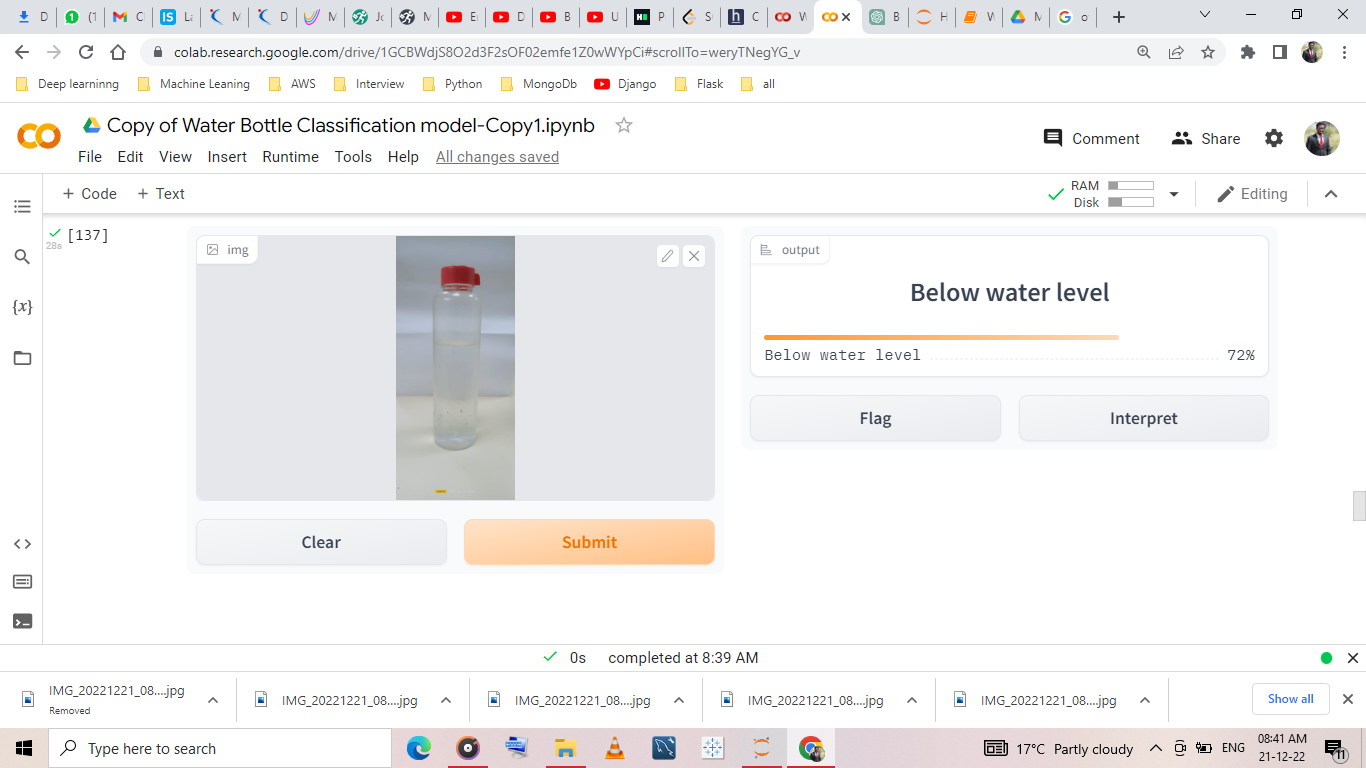 D
(1
M
C
IS
La
M
D
M
Jo
M
E
D
B
U
P
S
h
C
W
B
H
W
M
G
o
colab.research.google.com/drive/1GCBWdjS8O2d3F2sOF02emfe1Z0wWYpCi#scrollTo=weryTNegYG_v
Deep learninng
Machine Leaning
AWS
Interview
Python
MongoDb
Django
Flask
all
Copy of Water Bottle Classification model-Copy1.ipynb
Comment
Share
File Edit View Insert Runtime Tools Help All changes saved
+ Code + Text
RAM
Disk
Editing
[137]
28s
{x}
img
output
Below water level
Below water level 72%
Flag
Interpret
Clear
Submit
0s completed at 8:39 AM
IMG_20221221_08....jpg
Removed
IMG_20221221_08....jpg
IMG_20221221_08....jpg
IMG_20221221_08....jpg
IMG_20221221_08....jpg
Show all
Type here to search
17°C Partly cloudy
ENG
08:41 AM
21-12-22
11